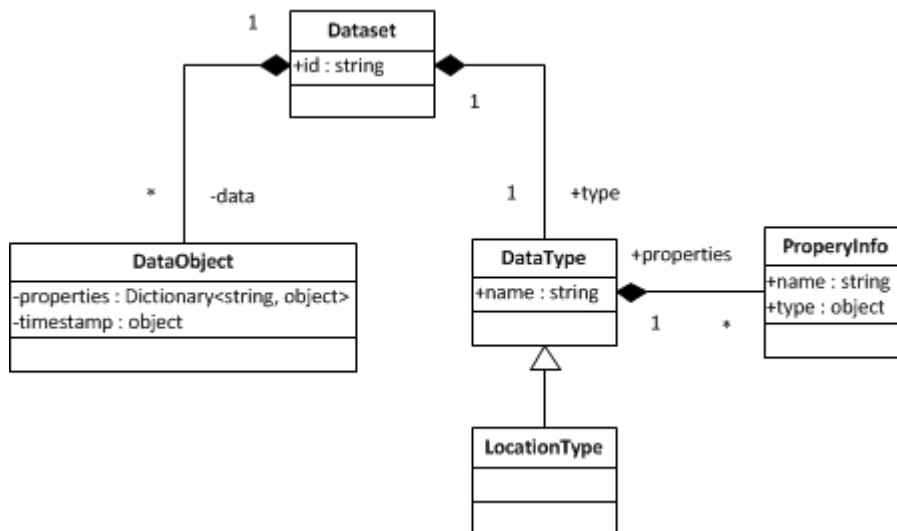 1
Dataset
+id : string
1
*
-data
1
+type
DataObject
-properties : Dictionary<string, object>
-timestamp : object
DataType
+name : string
+properties
1
*
ProperyInfo
+name : string
+type : object
LocationType